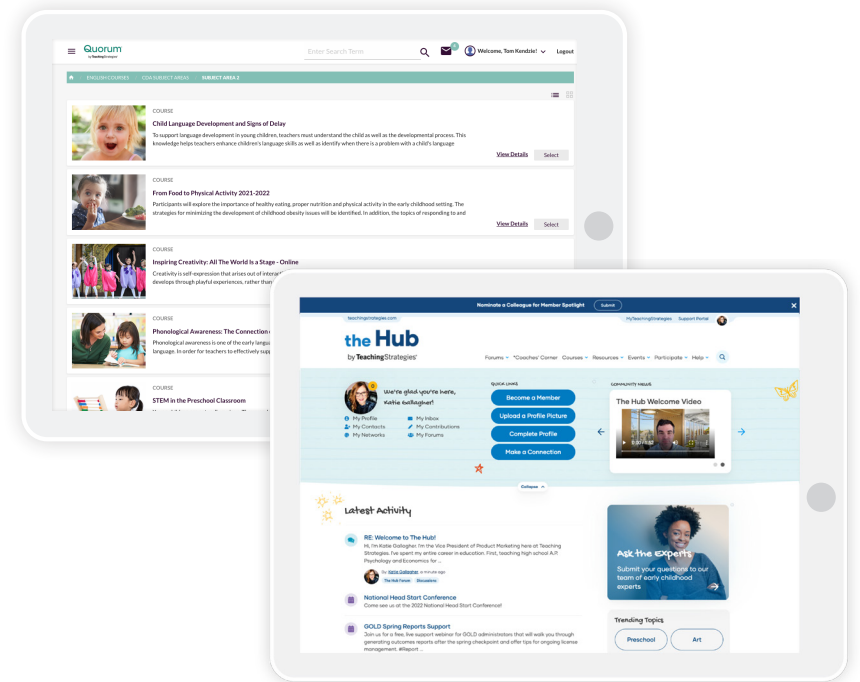 Quorum
by TeachingStrategies
Enter Search Term
Welcome, Tom Kendzie!
Logout
ENGLISH COURSES / CDA SUBJECT AREAS / SUBJECT AREA 2
COURSE
Child Language Development and Signs of Delay
To support language development in young children, teachers must understand the child as well as the developmental process. This
knowledge helps teachers enhance children's language skills as well as identify when there is a problem with a child's language
View Details
Select
COURSE
From Food to Physical Activity 2021-2022
Participants will explore the importance of healthy eating, proper nutrition and physical activity in the early childhood setting. The
strategies for minimizing the development of childhood obesity issues will be identified. In addition, the topics of responding to and
View Details
Select
COURSE
Inspiring Creativity: All The World Is a Stage - Online
Creativity is self-expression that arises out of
develops through playful experiences, rather than
COURSE
Phonological Awareness: The Connection
Phonological awareness is one of the early
language. In order for teachers to effectively
COURSE
STEM in the Preschool Classroom
Nominate a Colleague for Member Spotlight
Submit
teachingstrategies.com
MyTeachingStrategies
Support Portal
the Hub
by TeachingStrategies®
Forums
"Coaches' Corner
Courses
Resources
Events
Participate
Help
We're glad you're here,
Katie Gallagher!
My Profile
My Inbox
My Contacts
My Contributions
My Networks
My Forums
QUICK LINKS
Become a Member
Upload a Profile Picture
Complete Profile
Make a Connection
COMMUNITY NEWS
The Hub Welcome Video
Collapse
Latest Activity
RE: Welcome to The Hub!
Hi, I'm Katie Gallagher. I'm the Vice President of Product Marketing here at Teaching
Strategies. I've spent my entire career in education. First, teaching high school A.P.
Psychology and Economics for ...
By: Katie Gallagher, a minute ago
The Hub Forum
Discussions
National Head Start Conference
Come see us at the 2022 National Head Start Conference!
GOLD Spring Reports Support
Join us for a free, live support webinar for GOLD administrators that will walk you through
generating outcomes reports after the spring checkpoint and offer tips for ongoing license
management. #Report ...
Ask the Experts
Submit your questions to our
team of early childhood
experts
Trending Topics
Preschool
Art